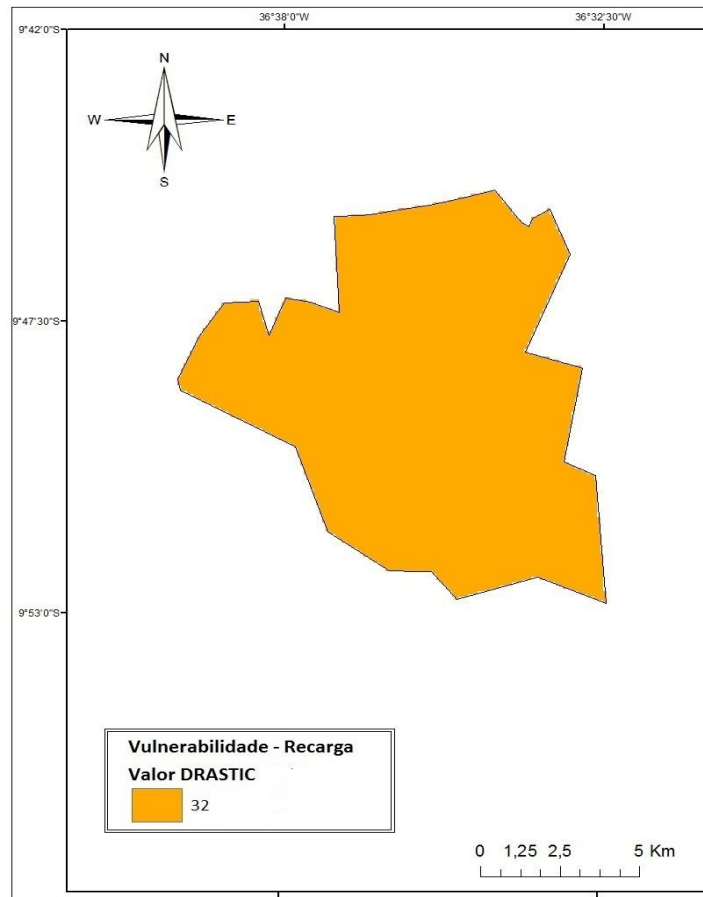 36°38'0"W
36°32'30"W
9°42'0"S
N
W
E
S
9°47'30"S
9°53'0"S
Vulnerabilidade - Recarga
Valor DRASTIC
32
0 1,25 2,5 5 Km